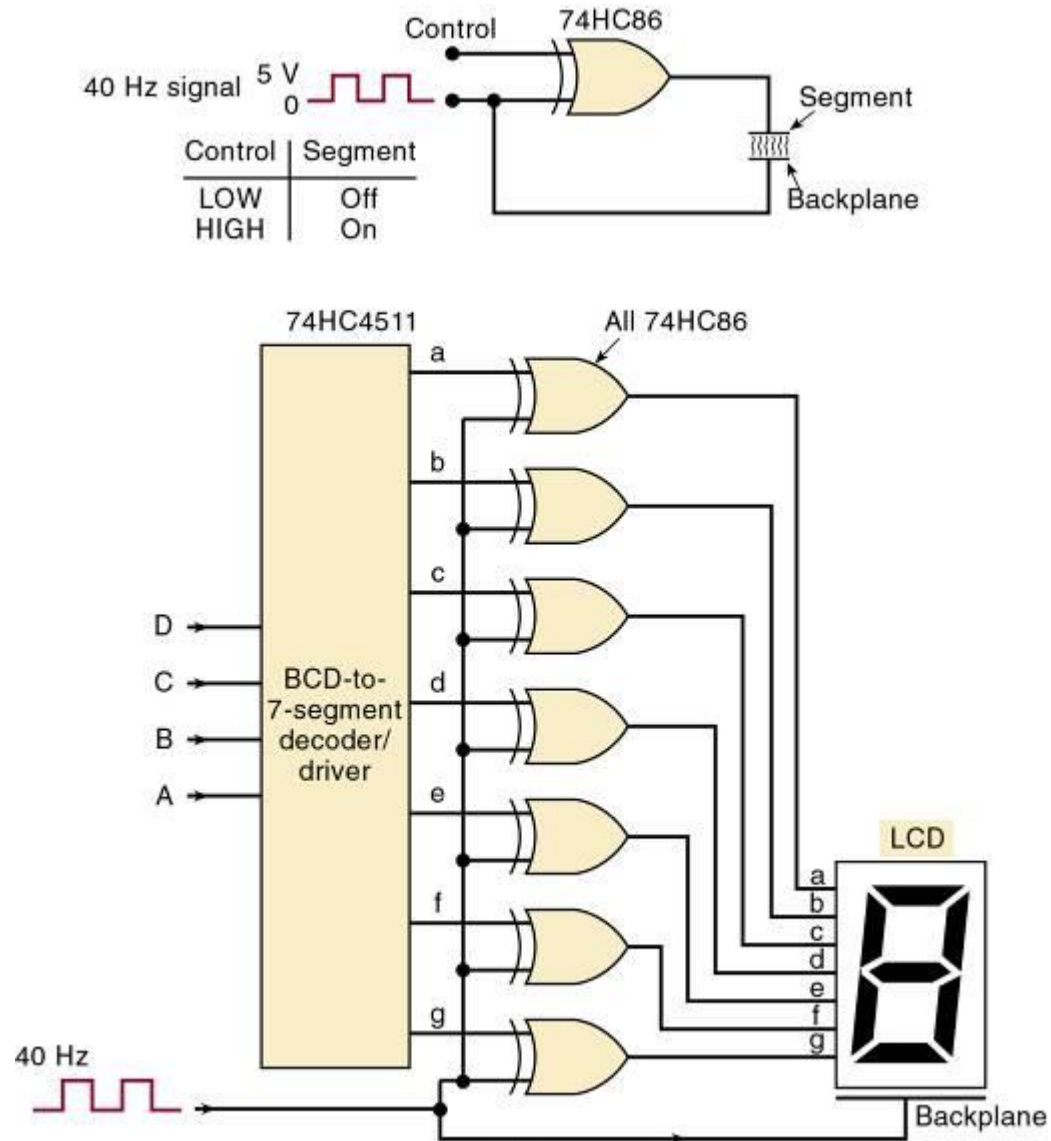 74HC86
Control
40 Hz signal
5 V
0
Segment
Backplane
Control Segment
LOW Off
HIGH On
74HC4511
All 74HC86
a
b
c
d
e
f
g
D
C
B
A
BCD-to-
7-segment
decoder/
driver
LCD
a
b
c
d
e
f
g
40 Hz
Backplane